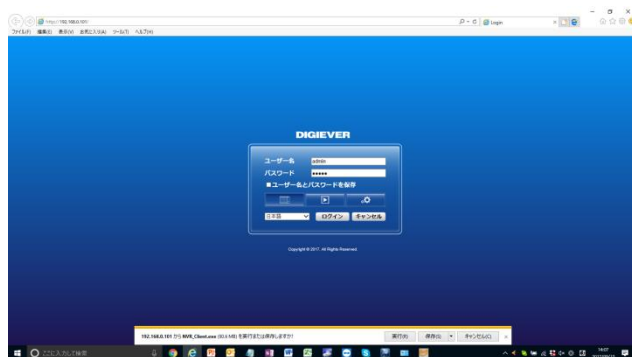 http://192.168.0.101/
Login
ファイル(F) 編集(E) 表示(V) お気に入り(A) ツール(T) ヘルプ(H)
DIGIEVER
ユーザー名 admin
パスワード •••••
ユーザー名とパスワードを保存
日本語 ログイン キャンセル
Copyright © 2017. All Rights Reserved.
192.168.0.101 から NVR_Client.exe を実行または保存しますか?
実行(R) 保存(S) キャンセル(C)
ここに入力して検索
14:07